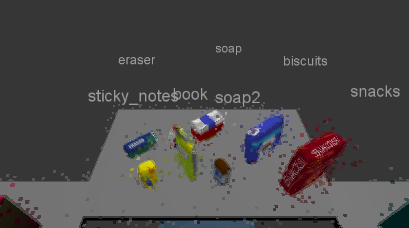 soap
eraser
biscuits
snacks
sticky_notes
book
soap2